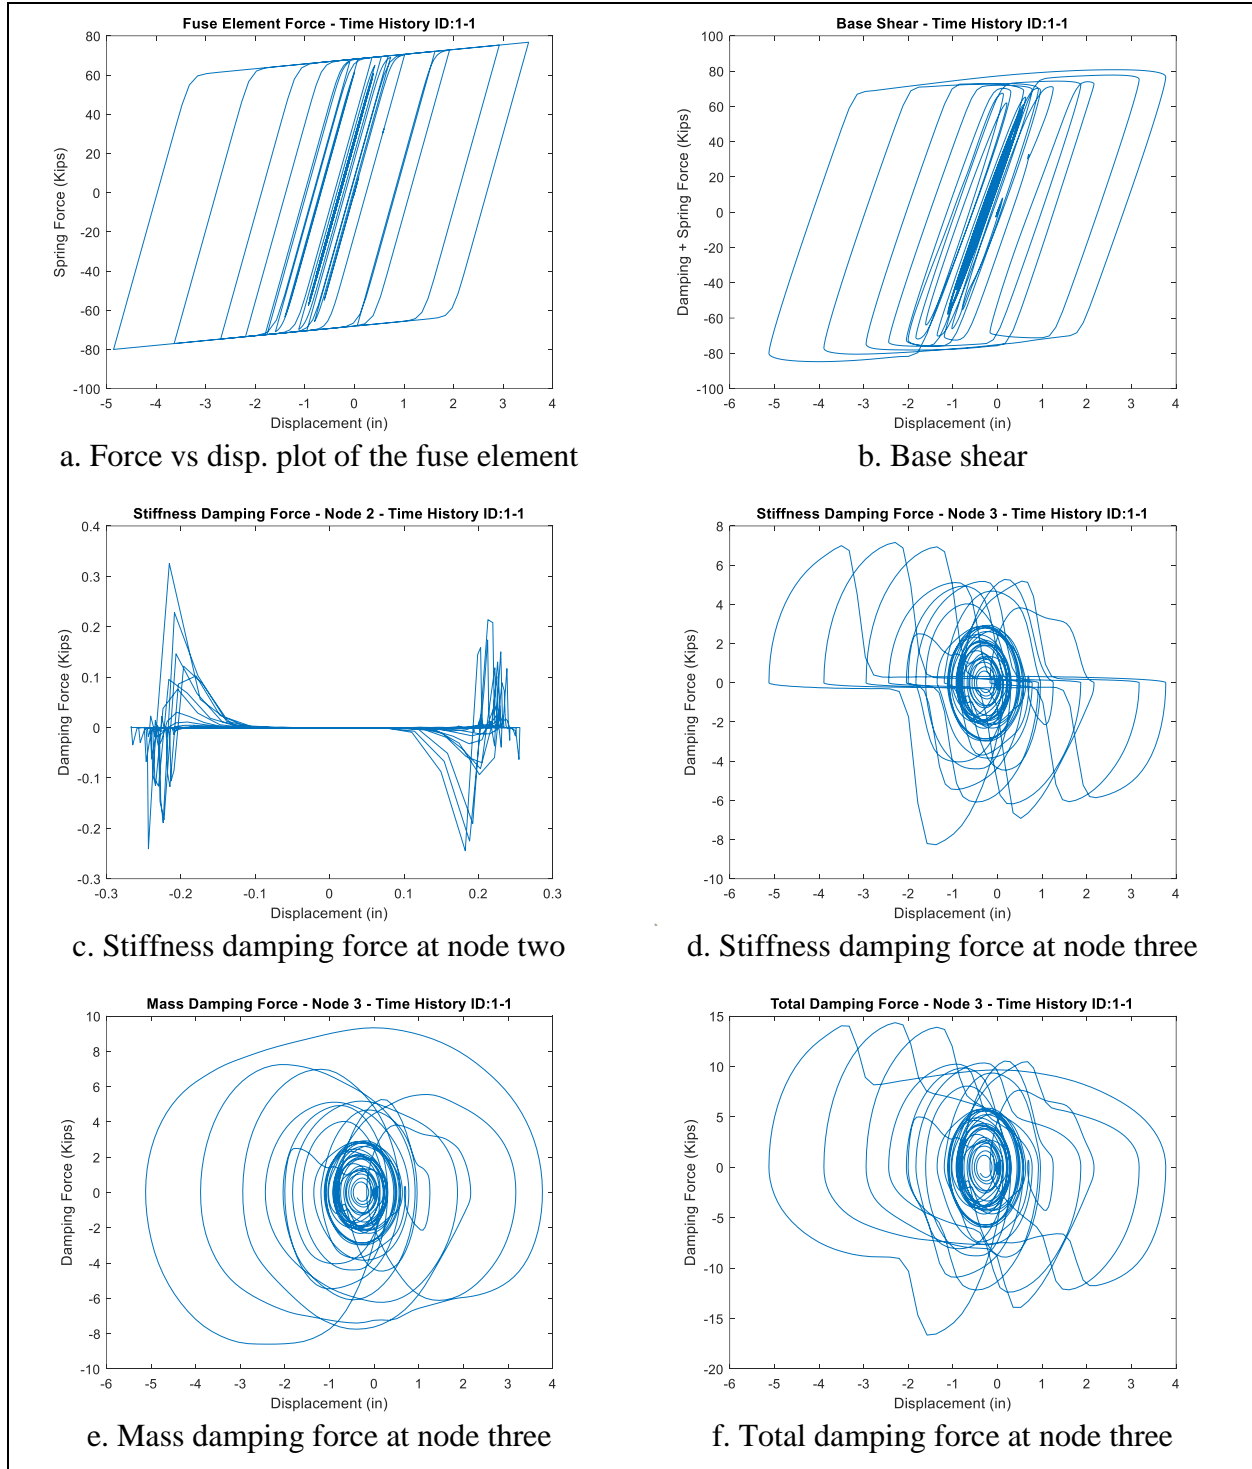 Fuse Element Force - Time History ID:1-1
80
60
40
20
0
-20
-40
-60
-80
-100
Spring Force (Kips)
-5 -4 -3 -2 -1 0 1 2 3 4
Displacement (in)
a. Force vs disp. plot of the fuse element
Base Shear - Time History ID:1-1
100
80
60
40
20
0
-20
-40
-60
-80
-100
Damping + Spring Force (Kips)
-6 -5 -4 -3 -2 -1 0 1 2 3 4
Displacement (in)
b. Base shear
Stiffness Damping Force - Node 2 - Time History ID:1-1
0.4
0.3
0.2
0.1
0
-0.1
-0.2
-0.3
Damping Force (Kips)
-0.3 -0.2 -0.1 0 0.1 0.2 0.3
Displacement (in)
c. Stiffness damping force at node two
Stiffness Damping Force - Node 3 - Time History ID:1-1
8
6
4
2
0
-2
-4
-6
-8
-10
Damping Force (Kips)
-6 -5 -4 -3 -2 -1 0 1 2 3 4
Displacement (in)
d. Stiffness damping force at node three
Mass Damping Force - Node 3 - Time History ID:1-1
10
8
6
4
2
0
-2
-4
-6
-8
-10
Damping Force (Kips)
-6 -5 -4 -3 -2 -1 0 1 2 3 4
Displacement (in)
e. Mass damping force at node three
Total Damping Force - Node 3 - Time History ID:1-1
15
10
5
0
-5
-10
-15
-20
Damping Force (Kips)
-6 -5 -4 -3 -2 -1 0 1 2 3 4
Displacement (in)
f. Total damping force at node three